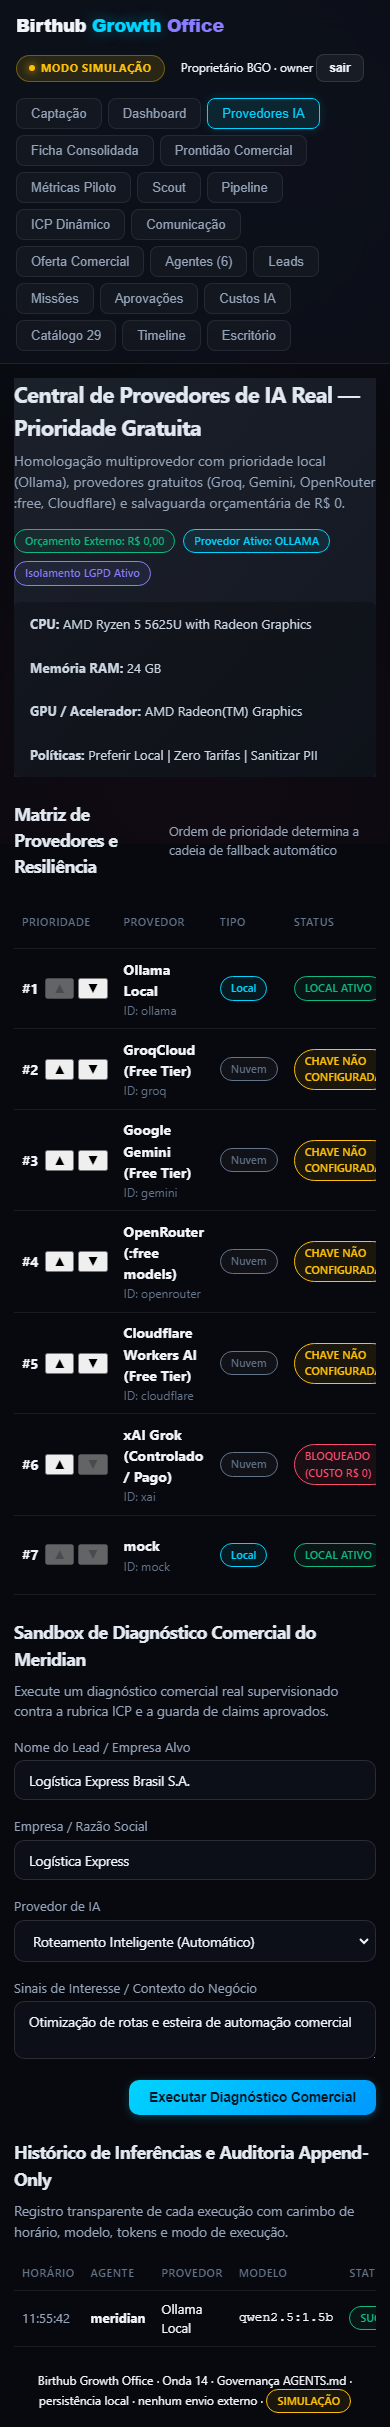 Birthub Growth Office
MODO SIMULAÇÃO
Proprietário BGO · owner
sair
Captação
Dashboard
Provedores IA
Ficha Consolidada
Prontidão Comercial
Métricas Piloto
Scout
Pipeline
ICP Dinâmico
Comunicação
Oferta Comercial
Agentes (6)
Leads
Missões
Aprovações
Custos IA
Catálogo 29
Timeline
Escritório
Central de Provedores de IA Real —
Prioridade Gratuita
Homologação multiprovedor com prioridade local
(Ollama), provedores gratuitos (Groq, Gemini, OpenRouter
:free, Cloudflare) e salvaguarda orçamentária de R$ 0.
Orçamento Externo: R$ 0,00
Provedor Ativo: OLLAMA
Isolamento LGPD Ativo
CPU: AMD Ryzen 5 5625U with Radeon Graphics
Memória RAM: 24 GB
GPU / Acelerador: AMD Radeon(TM) Graphics
Políticas: Preferir Local | Zero Tarifas | Sanitizar PII
Matriz de
Provedores e
Resiliência
Ordem de prioridade determina a
cadeia de fallback automático
PRIORIDADE PROVEDOR TIPO STATUS
#1 ▲ ▼
Ollama
Local
ID: ollama
Local
LOCAL ATIVO
#2 ▲ ▼
GroqCloud
(Free Tier)
ID: groq
Nuvem
CHAVE NÃO
CONFIGURADA
#3 ▲ ▼
Google
Gemini
(Free Tier)
ID: gemini
Nuvem
CHAVE NÃO
CONFIGURADA
#4 ▲ ▼
OpenRouter
(:free
models)
ID: openrouter
Nuvem
CHAVE NÃO
CONFIGURADA
#5 ▲ ▼
Cloudflare
Workers AI
(Free Tier)
ID: cloudflare
Nuvem
CHAVE NÃO
CONFIGURADA
#6 ▲ ▼
xAI Grok
(Controlado
/ Pago)
ID: xai
Nuvem
BLOQUEADO
(CUSTO R$ 0)
#7 ▲ ▼
mock
ID: mock
Local
LOCAL ATIVO
Sandbox de Diagnóstico Comercial do
Meridian
Execute um diagnóstico comercial real supervisionado
contra a rubrica ICP e a guarda de claims aprovados.
Nome do Lead / Empresa Alvo
Logística Express Brasil S.A.
Empresa / Razão Social
Logística Express
Provedor de IA
Roteamento Inteligente (Automático)
Sinais de Interesse / Contexto do Negócio
Otimização de rotas e esteira de automação comercial
Executar Diagnóstico Comercial
Histórico de Inferências e Auditoria Append-
Only
Registro transparente de cada execução com carimbo de
horário, modelo, tokens e modo de execução.
HORÁRIO AGENTE PROVEDOR MODELO STAT
11:55:42 meridian
Ollama
Local
qwen2.5:1.5b
Birthub Growth Office · Onda 14 · Governança AGENTS.md ·
persistência local · nenhum envio externo · SIMULAÇÃO